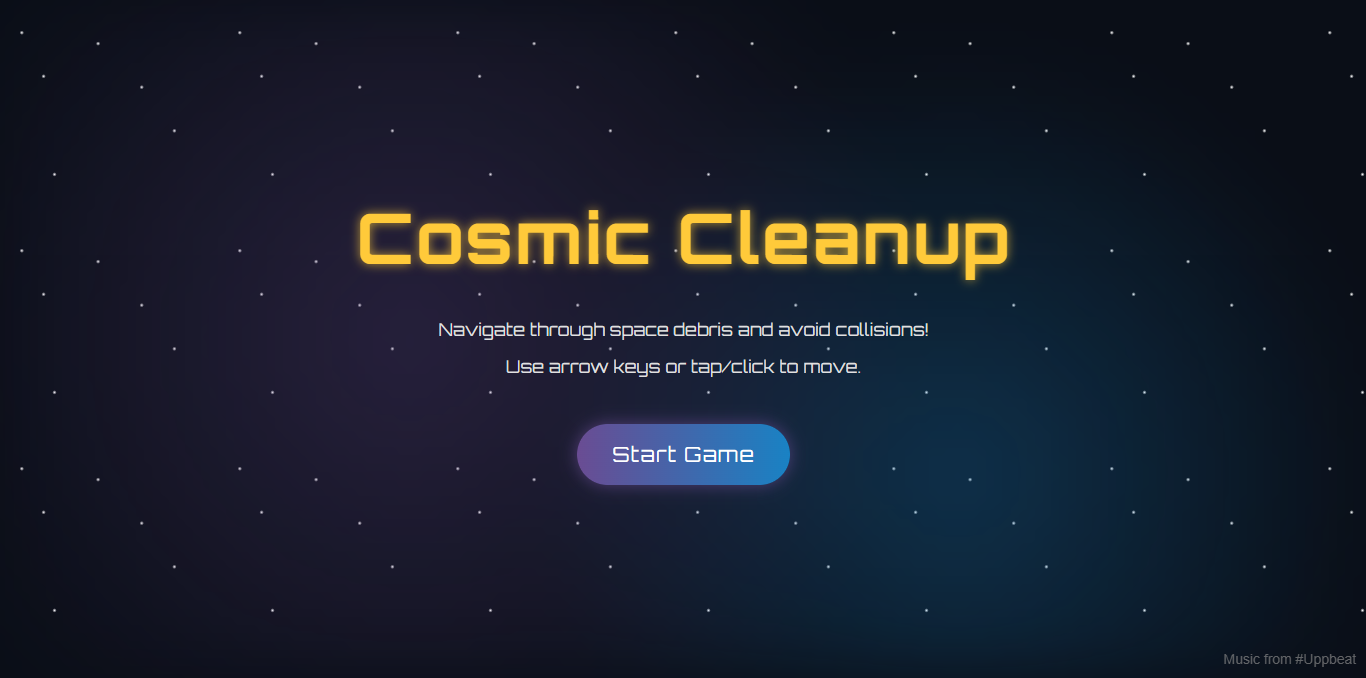 Cosmic Cleanup
Navigate through space debris and avoid collisions!
Use arrow keys or tap/click to move.
Start Game
Music from #Uppbeat